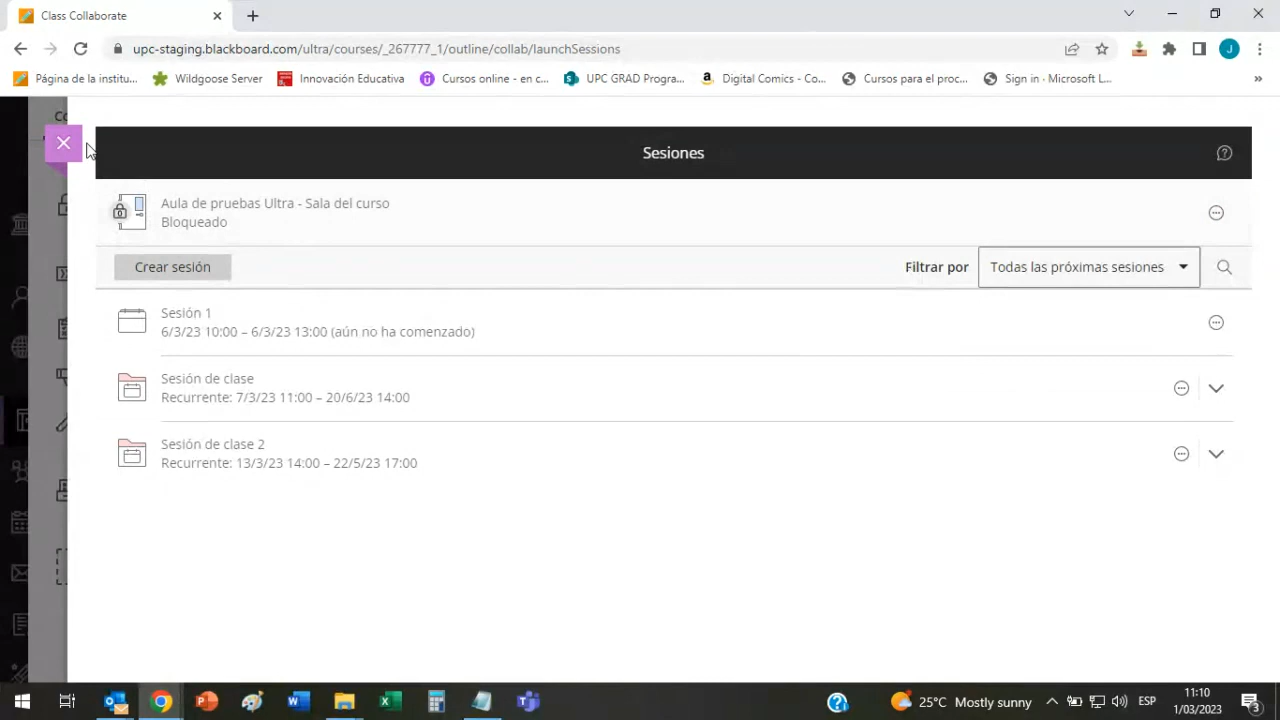 Class Collaborate
upc-staging.blackboard.com/ultra/courses/_267777_1/outline/collab/launchSessions
J
Página de la institu...
Wildgoose Server
Innovación Educativa
Cursos online - en c...
UPC GRAD Progra...
Digital Comics - Co...
Cursos para el proc...
Sign in · Microsoft L...
»
Co
Sesiones
Aula de pruebas Ultra - Sala del curso
Bloqueado
Crear sesión
Filtrar por
Todas las próximas sesiones
Sesión 1
6/3/23 10:00 – 6/3/23 13:00 (aún no ha comenzado)
Sesión de clase
Recurrente: 7/3/23 11:00 – 20/6/23 14:00
Sesión de clase 2
Recurrente: 13/3/23 14:00 – 22/5/23 17:00
25°C Mostly sunny
ESP
11:10
1/03/2023
3